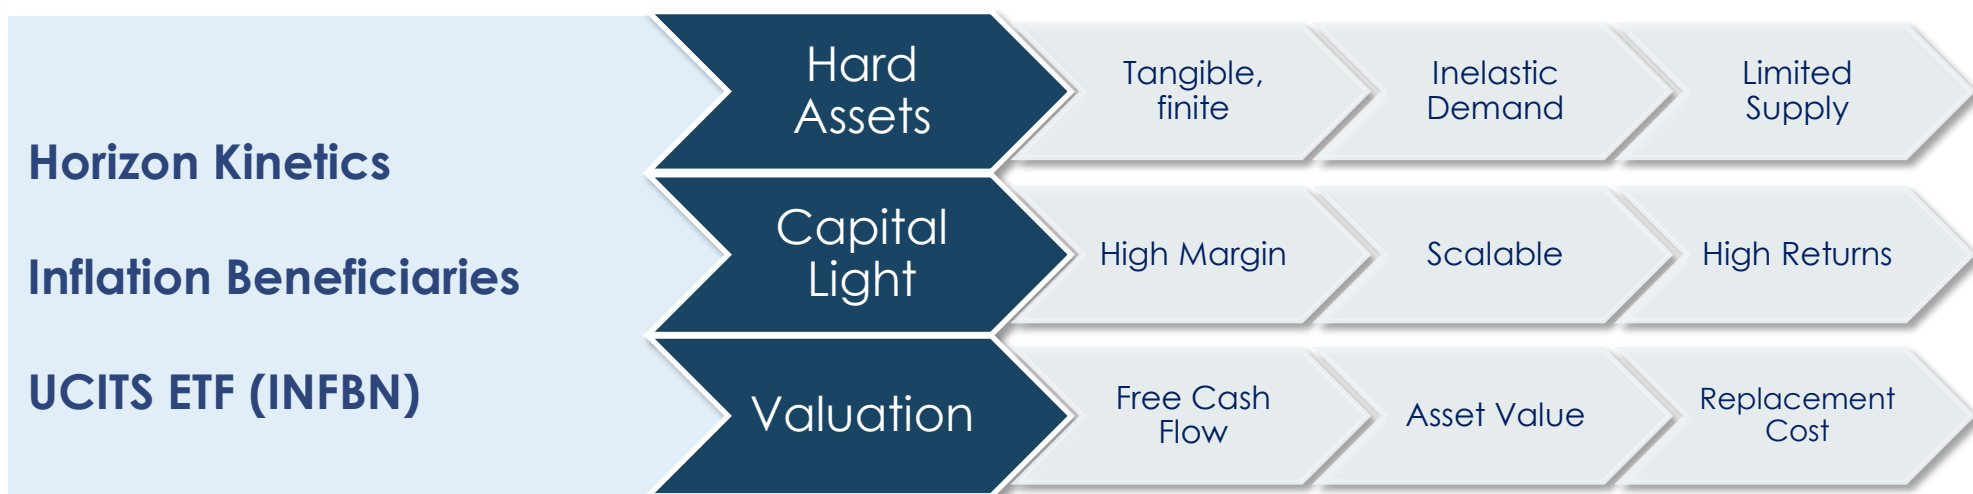 Horizon Kinetics
Inflation Beneficiaries
UCITS ETF (INFBN)
Hard
Assets
Tangible,
finite
Inelastic
Demand
Limited
Supply
Capital
Light
High Margin
Scalable
High Returns
Valuation
Free Cash
Flow
Asset Value
Replacement
Cost